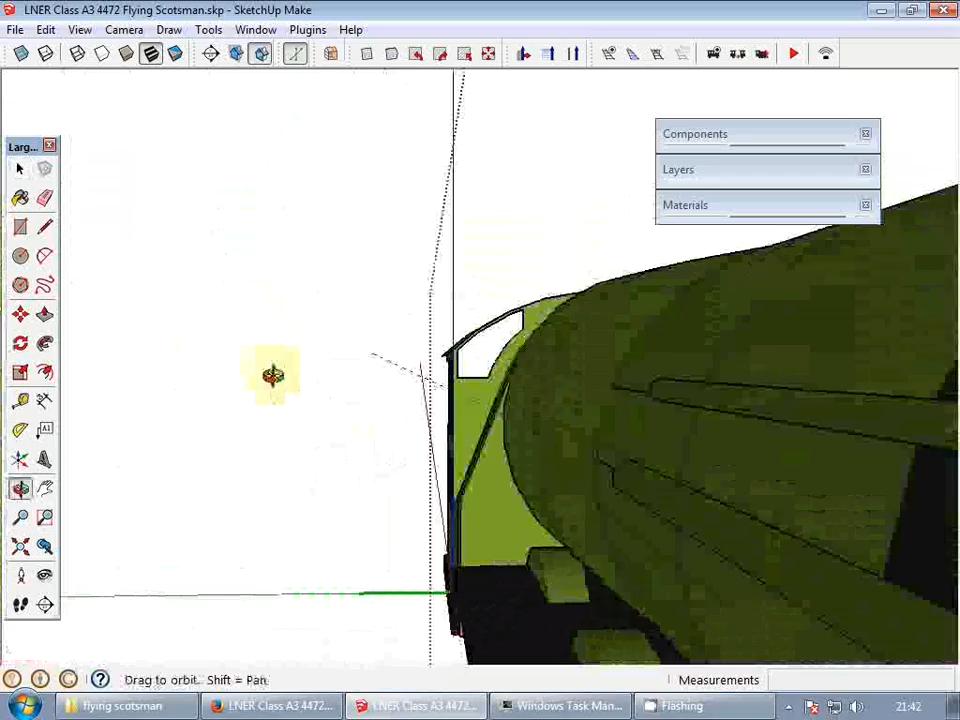 LNER Class A3 4472 Flying Scotsman.skp - SketchUp Make
File Edit View Camera Draw Tools Window Plugins Help
Larg...
Components
Layers
Materials
A1
Drag to orbit. Shift = Pan,
Measurements
flying scotsman
LNER Class A3 4472...
LNER Class A3 4472...
Windows Task Man...
Flashing
21:42